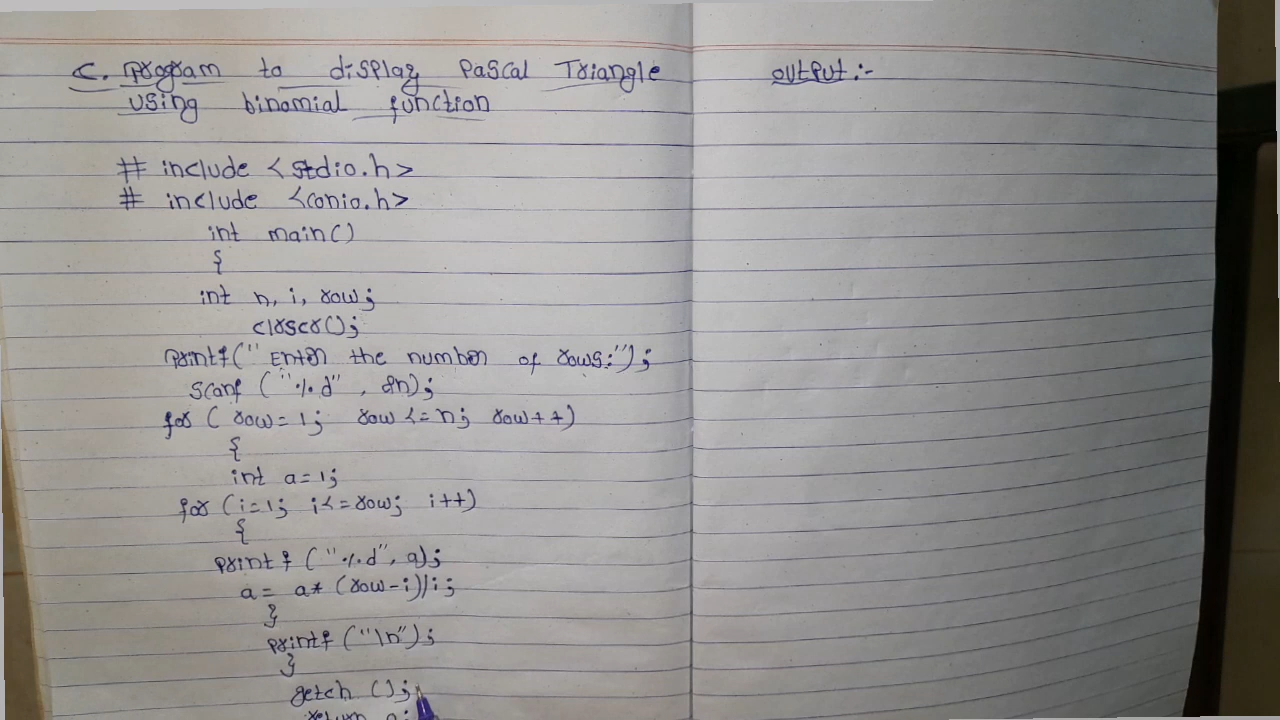 C. program to display Pascal Triangle
using binomial function
# include <stdio.h>
# include <conio.h>
int main()
{
int n, i, row;
clrscr();
printf("Enter the number of rows:");
scanf ("%d", &n);
for ( row=1; row <=n; row++)
{
int a=1;
for (i=1; i<=row; i++)
{
printf ("%d", a);
a= a* (row-i)/i;
}
printf ("\n");
}
getch ();
return
output:-